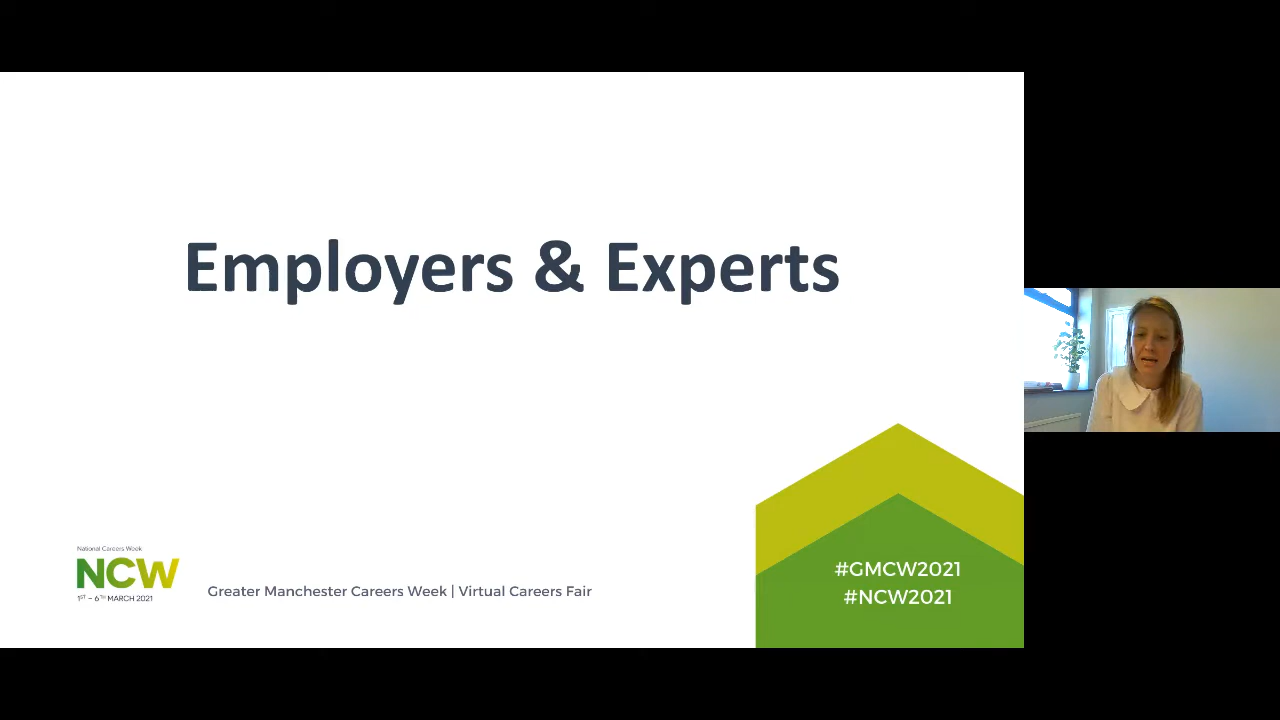 Employers & Experts
National Careers Week
NCW
1ST – 6TH MARCH 2021
Greater Manchester Careers Week | Virtual Careers Fair
#GMCW2021
#NCW2021